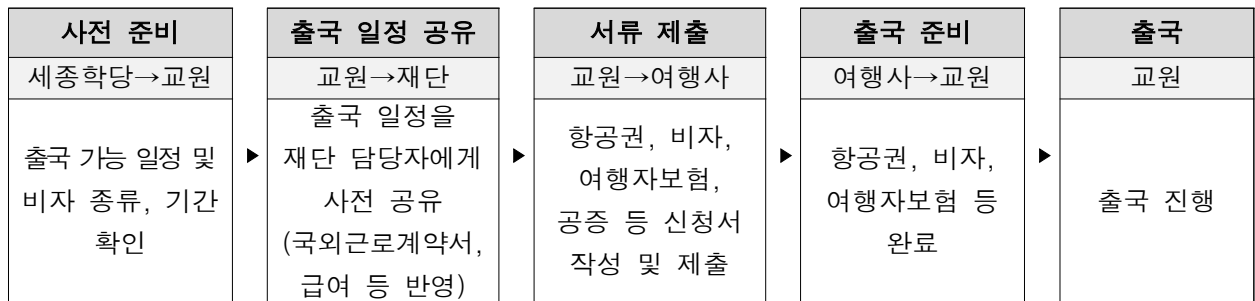 사전 준비
세종학당→교원
출국 가능 일정 및
비자 종류, 기간
확인
▶
출국 일정 공유
교원→재단
출국 일정을
재단 담당자에게
사전 공유
(국외근로계약서,
급여 등 반영)
▶
서류 제출
교원→여행사
항공권, 비자,
여행자보험,
공증 등 신청서
작성 및 제출
▶
출국 준비
여행사→교원
항공권, 비자,
여행자보험 등
완료
▶
출국
교원
출국 진행